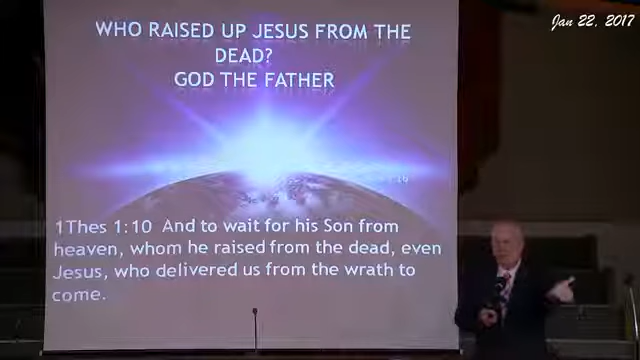 WHO RAISED UP JESUS FROM THE
DEAD?
GOD THE FATHER
Jan 22, 2017
1Thes 1:10 And to wait for his Son from
heaven, whom he raised from the dead, even
Jesus, who delivered us from the wrath to
come.